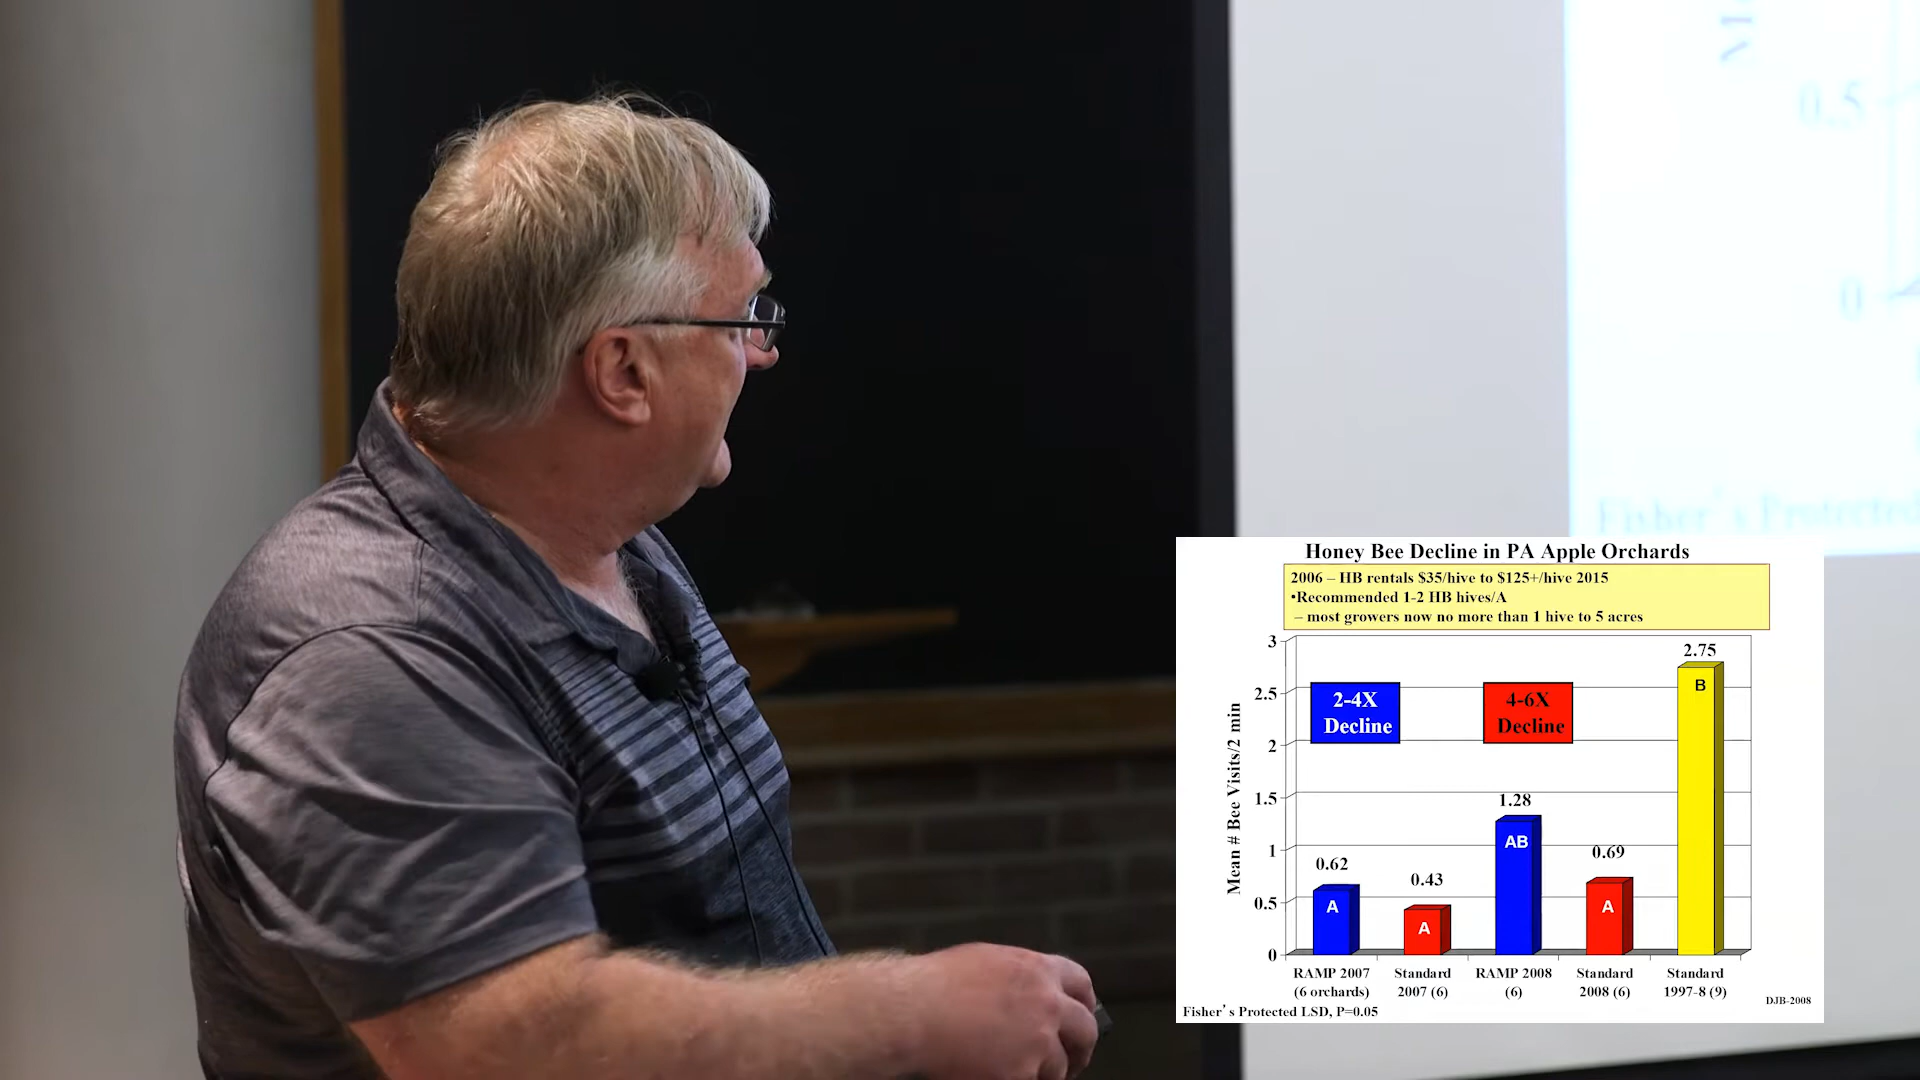 0.5
0
Fisher's Protected
Honey Bee Decline in PA Apple Orchards
2006 – HB rentals $35/hive to $125+/hive 2015
•Recommended 1-2 HB hives/A
– most growers now no more than 1 hive to 5 acres
Mean # Bee Visits/2 min
3
2.5
2
1.5
1
0.5
0
2-4X
Decline
4-6X
Decline
0.62
A
0.43
A
1.28
AB
0.69
A
2.75
B
RAMP 2007
(6 orchards)
Standard
2007 (6)
RAMP 2008
(6)
Standard
2008 (6)
Standard
1997-8 (9)
DJB-2008
Fisher's Protected LSD, P=0.05